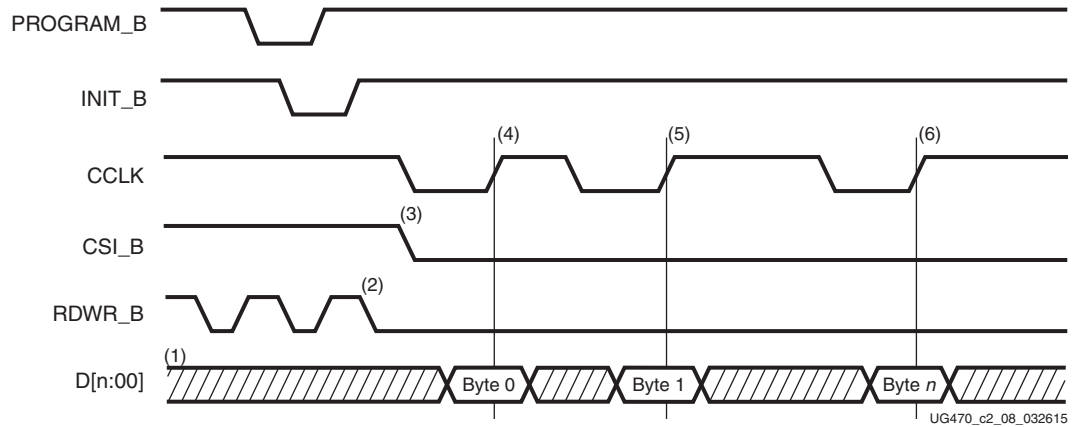 PROGRAM_B
INIT_B
(4)
(5)
(6)
CCLK
(3)
CSI_B
(2)
RDWR_B
(1)
D[n:00]
Byte 0
Byte 1
Byte n
UG470_c2_08_032615